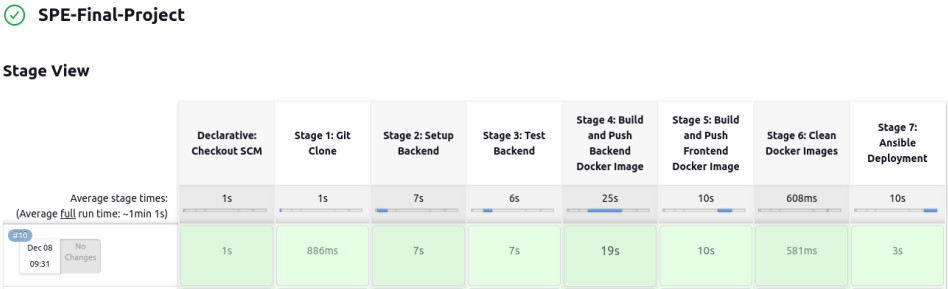 SPE-Final-Project
Stage View
Declarative:
Checkout SCM
Stage 1: Git
Clone
Stage 2: Setup
Backend
Stage 3: Test
Backend
Stage 4: Build
and Push
Backend
Docker Image
Stage 5: Build
and Push
Frontend
Docker Image
Stage 6: Clean
Docker Images
Stage 7:
Ansible
Deployment
Average stage times:
(Average full run time: ~1min 1s)
1s
1s
7s
6s
25s
10s
608ms
10s
#10
Dec 08
09:31
No
Changes
1s
886ms
7s
7s
19s
10s
581ms
3s